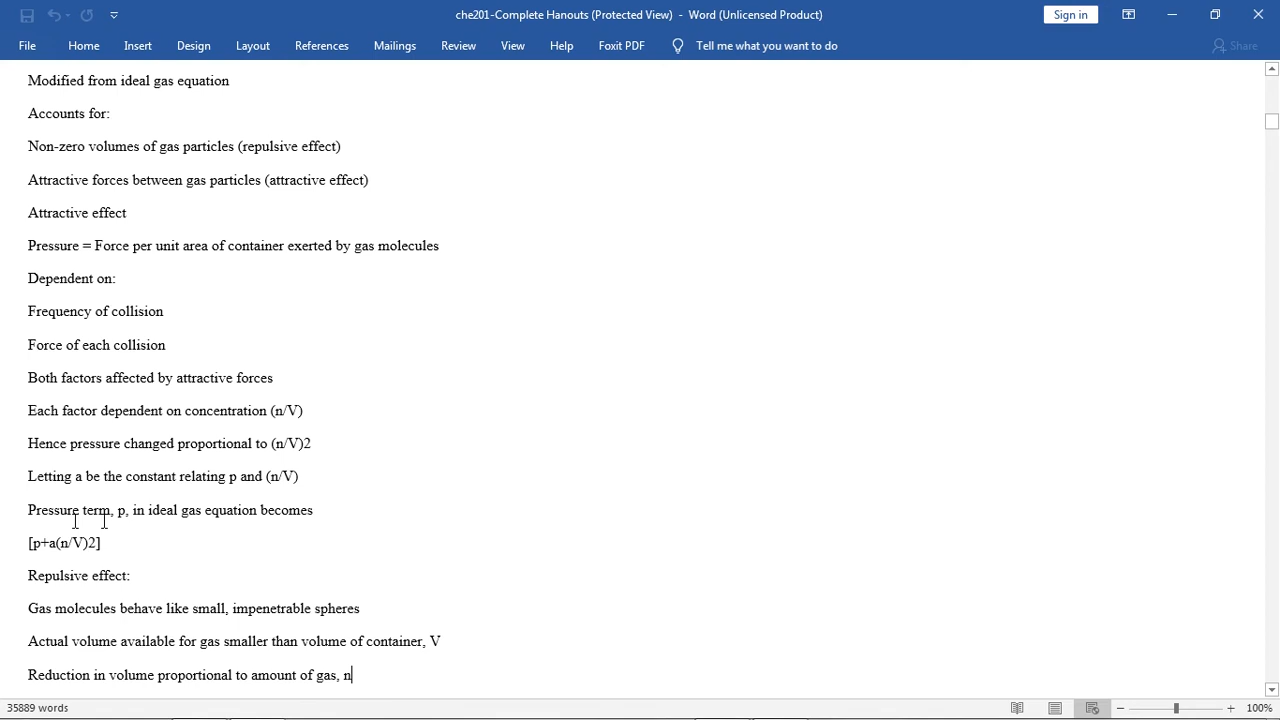 che201-Complete Hanouts (Protected View) - Word (Unlicensed Product)
Sign in
File Home Insert Design Layout References Mailings Review View Help Foxit PDF Tell me what you want to do Share
Modified from ideal gas equation
Accounts for:
Non-zero volumes of gas particles (repulsive effect)
Attractive forces between gas particles (attractive effect)
Attractive effect
Pressure = Force per unit area of container exerted by gas molecules
Dependent on:
Frequency of collision
Force of each collision
Both factors affected by attractive forces
Each factor dependent on concentration (n/V)
Hence pressure changed proportional to (n/V)2
Letting a be the constant relating p and (n/V)
Pressure term, p, in ideal gas equation becomes
[p+a(n/V)2]
Repulsive effect:
Gas molecules behave like small, impenetrable spheres
Actual volume available for gas smaller than volume of container, V
Reduction in volume proportional to amount of gas, n
35889 words
100%